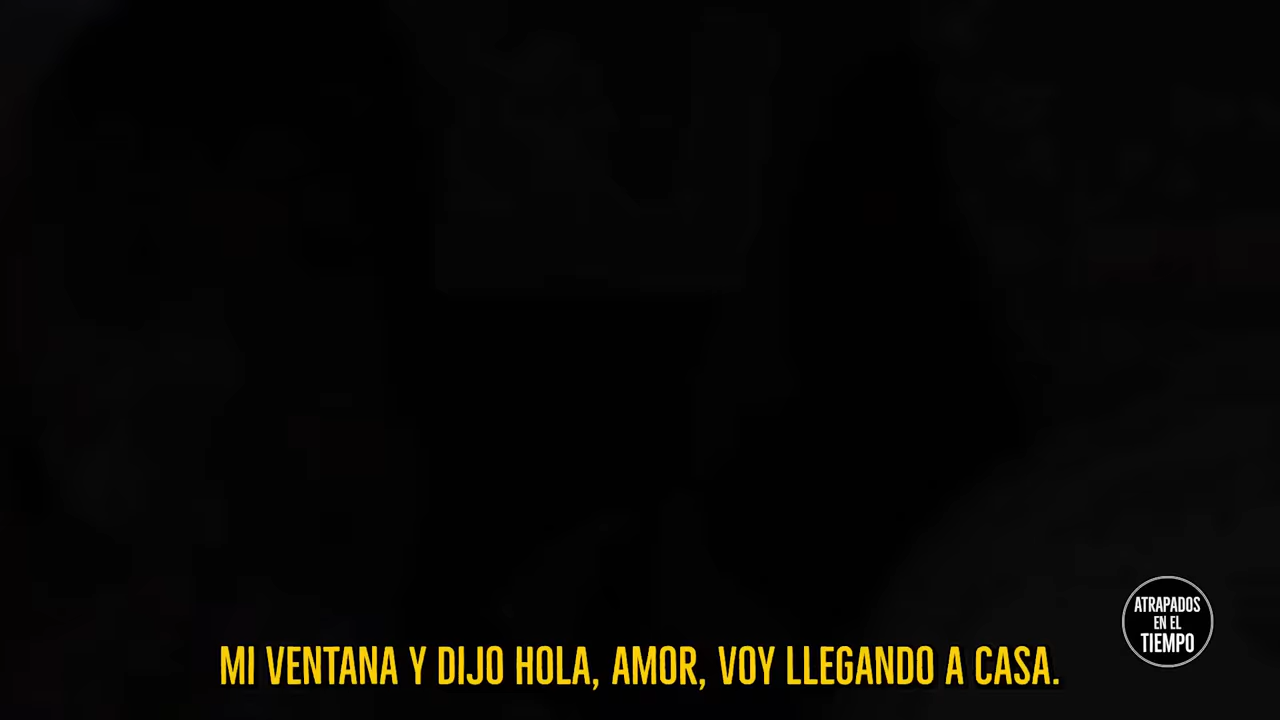 ATRAPADOS
EN EL
TIEMPO
MI VENTANA Y DIJO HOLA, AMOR, VOY LLEGANDO A CASA.